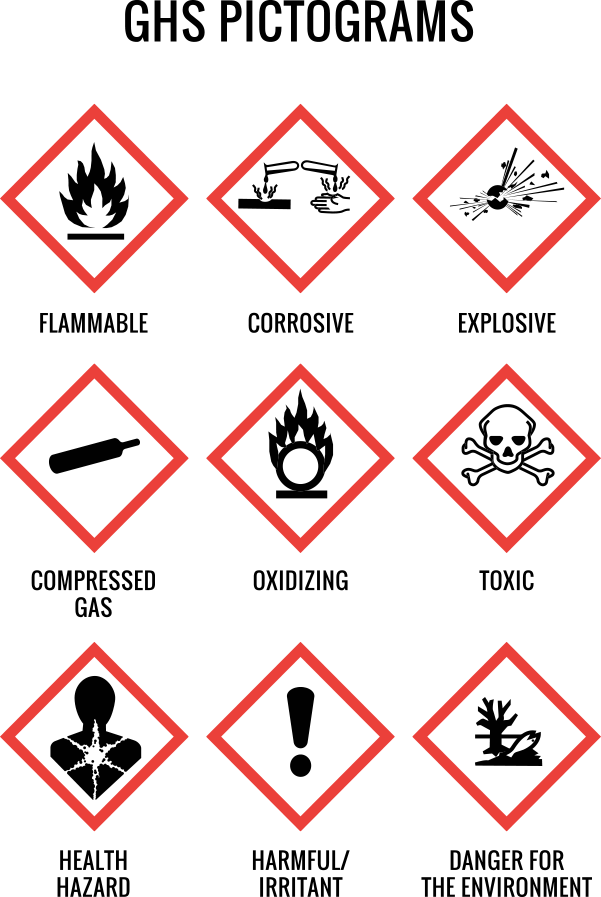 GHS PICTOGRAMS
FLAMMABLE
CORROSIVE
EXPLOSIVE
COMPRESSED
GAS
OXIDIZING
TOXIC
HEALTH
HAZARD
HARMFUL/
IRRITANT
DANGER FOR
THE ENVIRONMENT